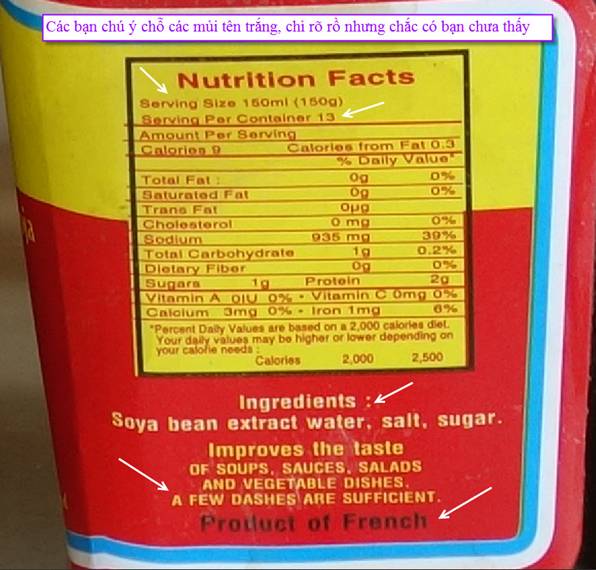 Các bạn chú ý chỗ các mủi tên trắng, chi rõ rồ nhưng chắc có bạn chưa thấy
Nutrition Facts
Serving Size 150ml (150g)
Serving Per Container 13
Amount Per Serving
Calories 9 Calories from Fat 0.3
% Daily Value*
Total Fat : 0g 0%
Saturated Fat 0g 0%
Trans Fat 0µg
Cholesterol 0 mg 0%
Sodium 935 mg 39%
Total Carbohydrate 1g 0.2%
Dietary Fiber 0g 0%
Sugars 1g Protein 2g
Vitamin A 0IU 0% • Vitamin C 0mg 0%
Calcium 3mg 0% • Iron 1mg 6%
*Percent Daily Values are based on a 2,000 calories diet.
Your daily values may be higher or lower depending on
your calorie needs :
Calories 2,000 2,500
Ingredients :
Soya bean extract water, salt, sugar.
Improves the taste
OF SOUPS, SAUCES, SALADS
AND VEGETABLE DISHES.
A FEW DASHES ARE SUFFICIENT.
Product of French